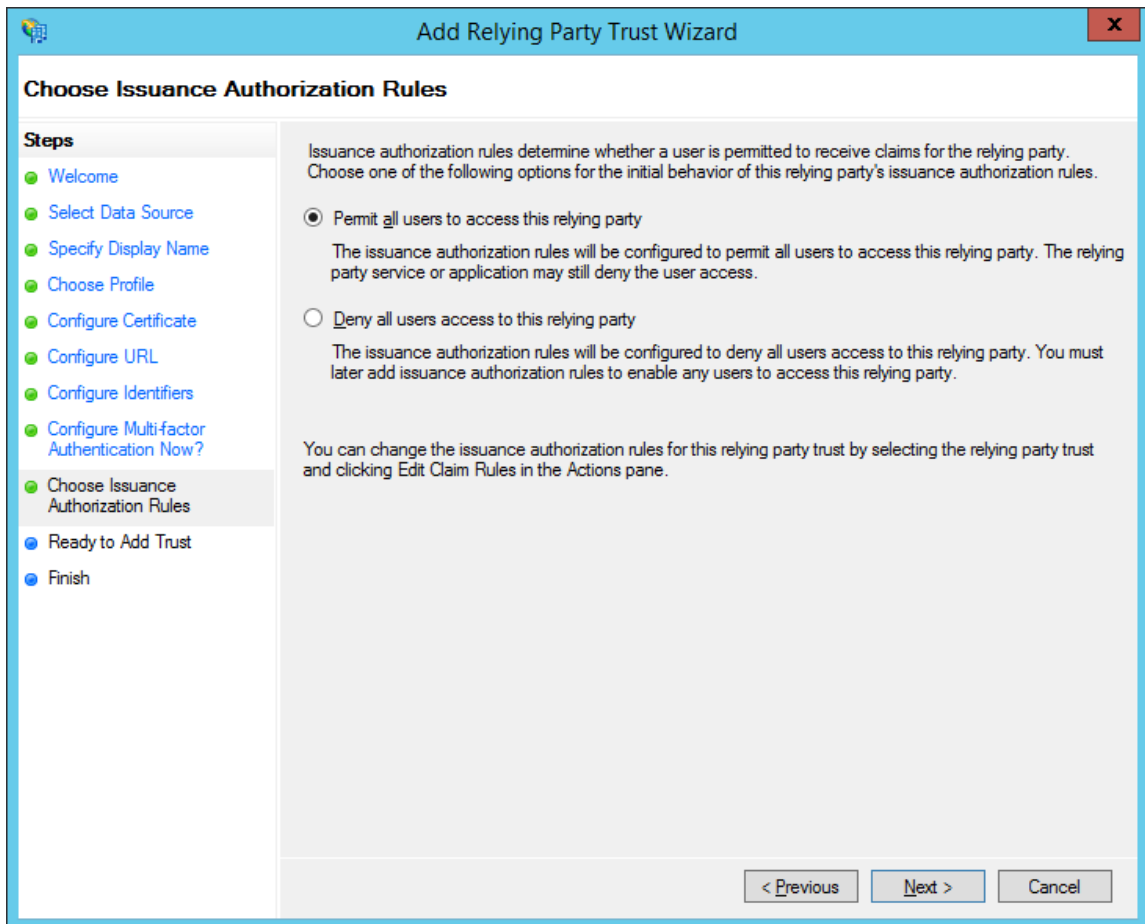 Add Relying Party Trust Wizard
x
Choose Issuance Authorization Rules
Steps
Welcome
Select Data Source
Specify Display Name
Choose Profile
Configure Certificate
Configure URL
Configure Identifiers
Configure Multi-factor
Authentication Now?
Choose Issuance
Authorization Rules
Ready to Add Trust
Finish
Issuance authorization rules determine whether a user is permitted to receive claims for the relying party.
Choose one of the following options for the initial behavior of this relying party's issuance authorization rules.
Permit all users to access this relying party
The issuance authorization rules will be configured to permit all users to access this relying party. The relying
party service or application may still deny the user access.
Deny all users access to this relying party
The issuance authorization rules will be configured to deny all users access to this relying party. You must
later add issuance authorization rules to enable any users to access this relying party.
You can change the issuance authorization rules for this relying party trust by selecting the relying party trust
and clicking Edit Claim Rules in the Actions pane.
< Previous
Next >
Cancel